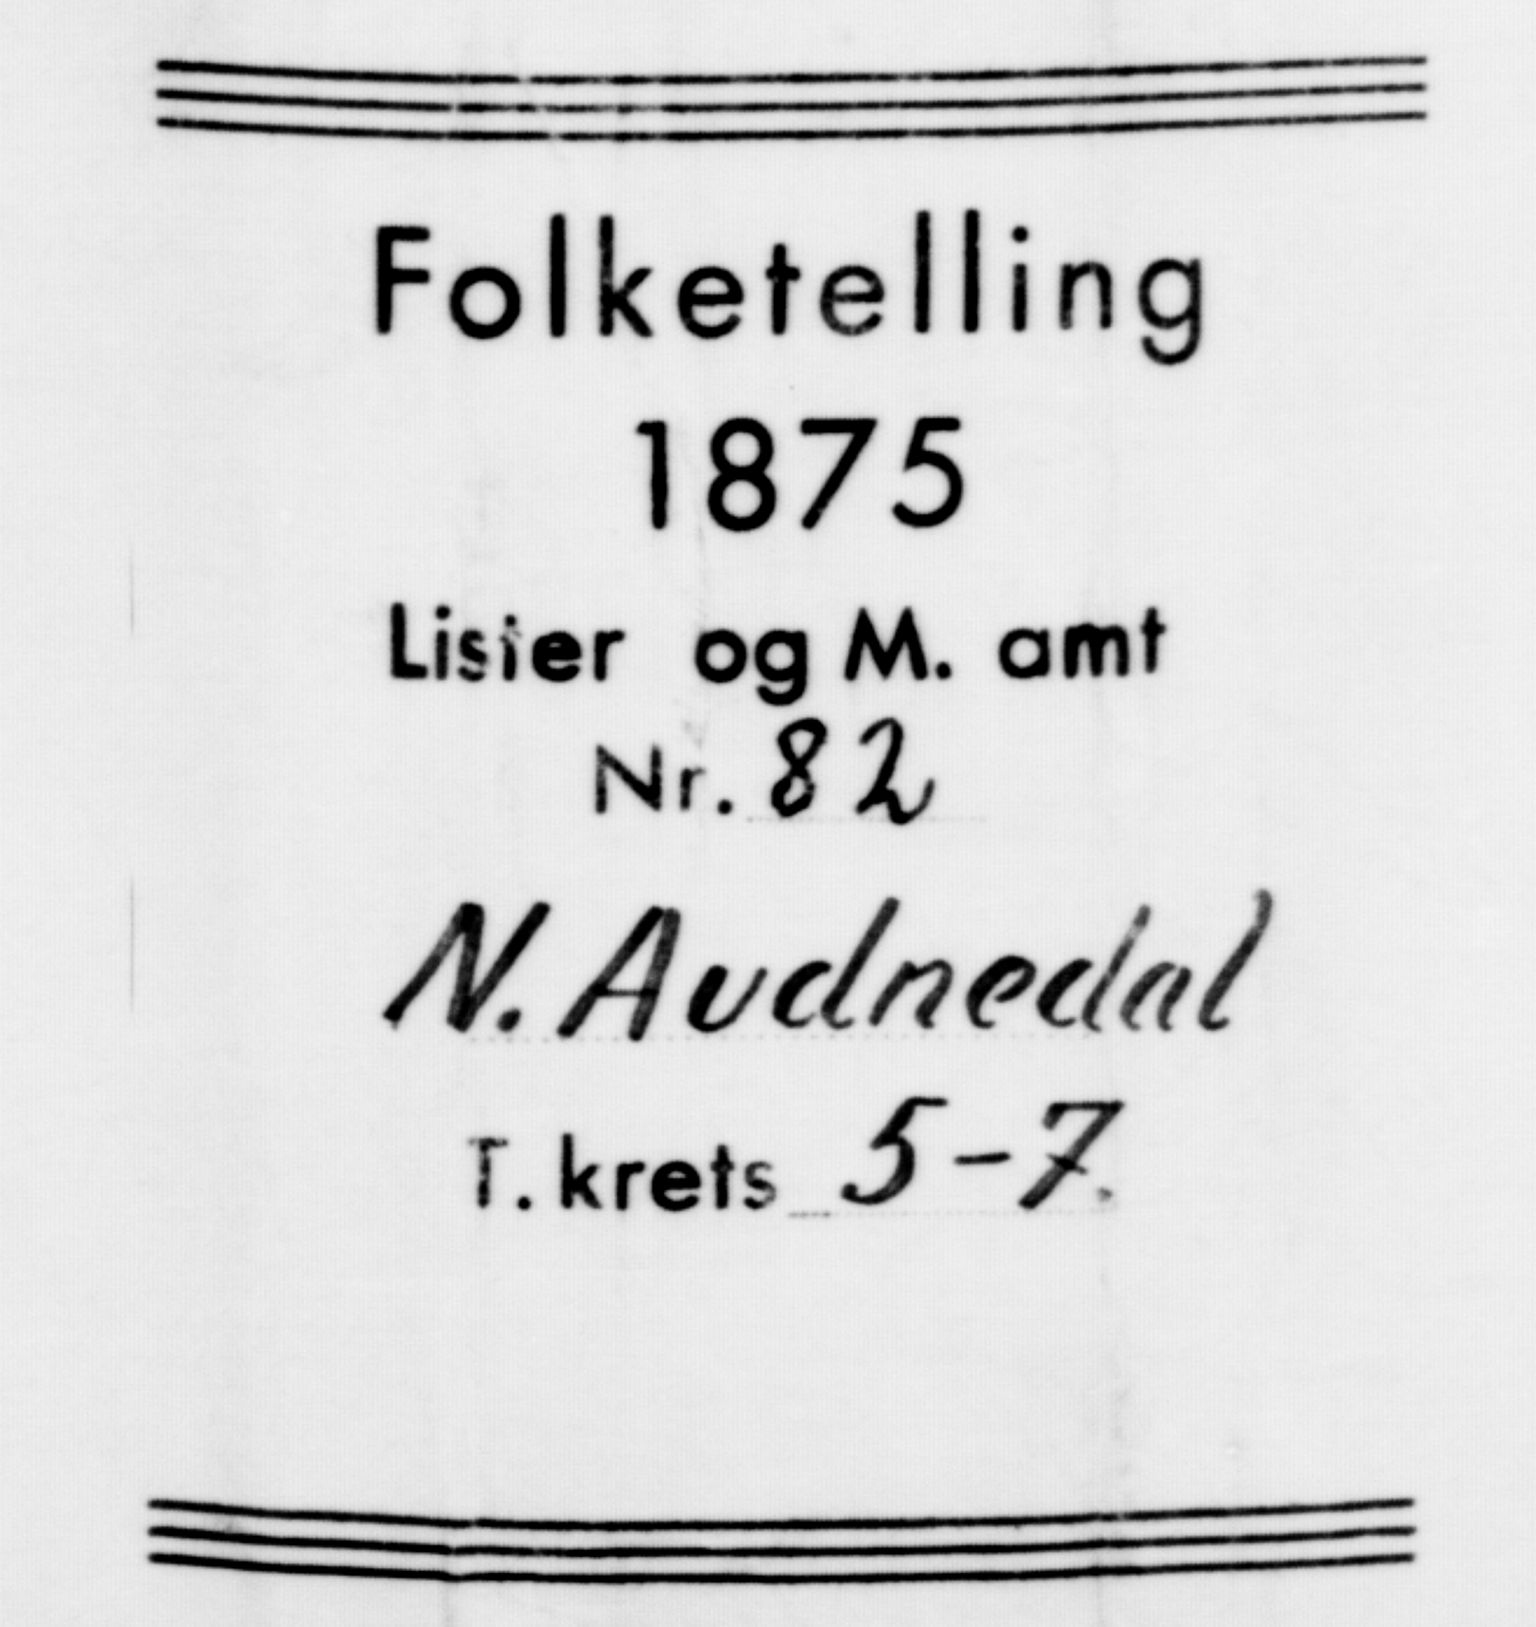 Folketelling
1875
Lister og M. amt
Nr. 82
N. Audnedal
T. krets 5-7.